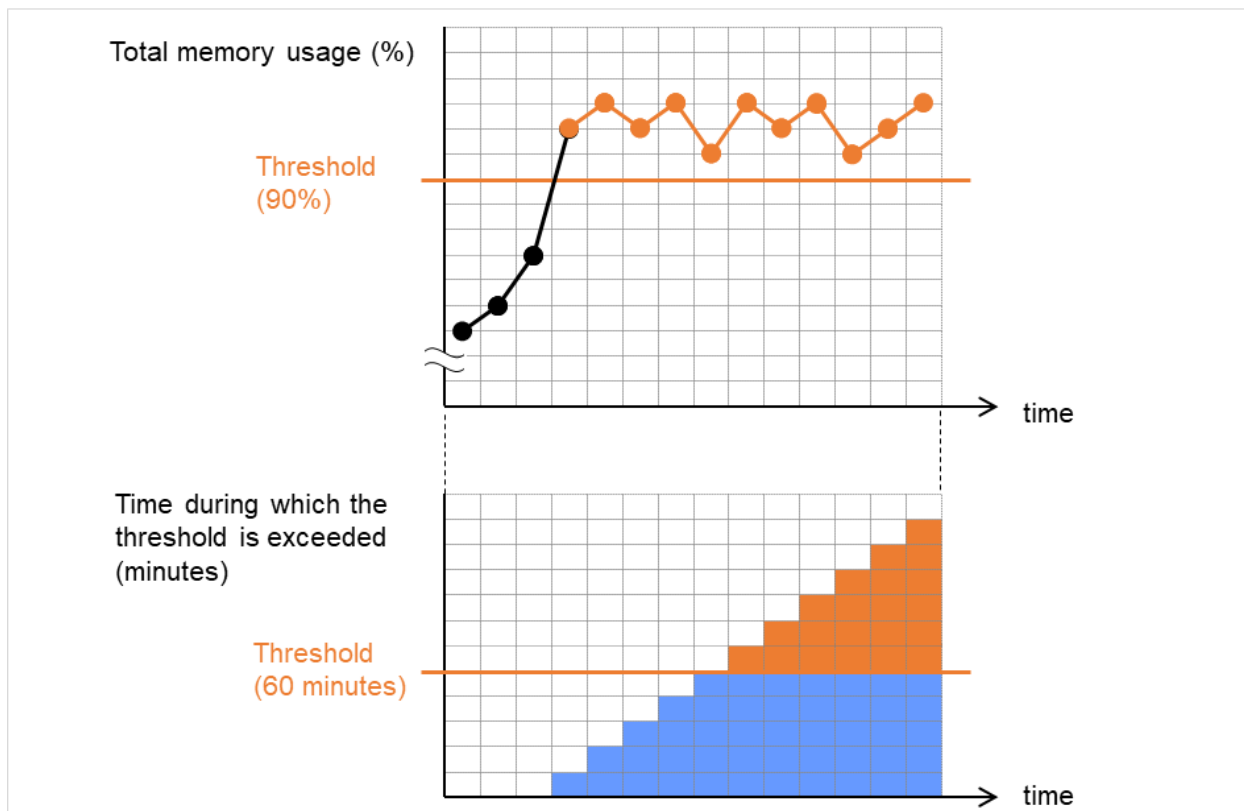 Total memory usage (%)
Threshold
(90%)
time
Time during which the
threshold is exceeded
(minutes)
Threshold
(60 minutes)
time